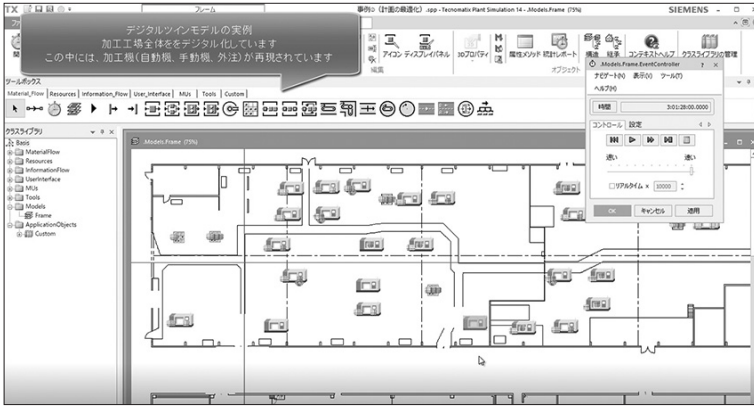 フレーム
事例○ (計画の最適化) .spp - Tecnomatix Plant Simulation 14 - .Models.Frame (75%)
SIEMENS
デジタルツインモデルの実例
加工工場全体ををデジタル化しています
この中には、加工機(自動機、手動機、外注)が再現されています
アイコン ディスプレイパネル
3Dプロパティ
属性メソッド 統計レポート
構造 継承
コンテキストヘルプ クラスライブラリの管理
編集
オブジェクト
ツールボックス
Material_Flow Resources Information_Flow User_Interface MUs Tools Custom
クラスライブラリ
Basis
MaterialFlow
Resources
InformationFlow
UserInterface
MUs
Tools
Models
Frame
ApplicationObjects
Custom
.Models.Frame (75%)
.Models.Frame.EventController
ナビゲート(N) 表示(V) ツール(T)
ヘルプ(H)
時間 3:01:28:00.0000
コントロール 設定
遅い 速い
リアルタイム × 10000
OK キャンセル 適用